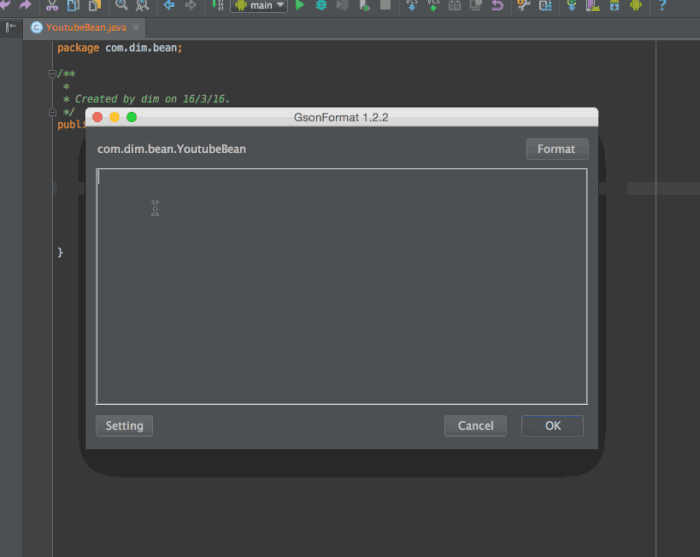 main
YoutubeBean.java
package com.dim.bean;
/**
*
* Created by dim on 16/3/16.
*/
publi
GsonFormat 1.2.2
com.dim.bean.YoutubeBean
Format
}
Setting
Cancel
OK